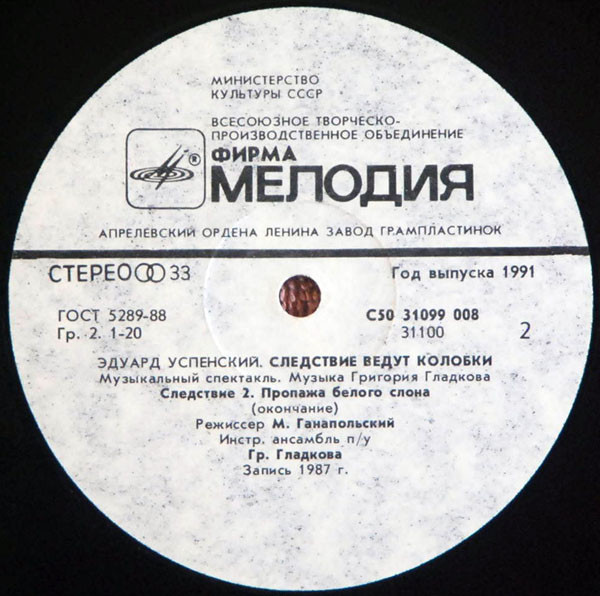 МИНИСТЕРСТВО
КУЛЬТУРЫ СССР
ВСЕСОЮЗНОЕ ТВОРЧЕСКО-
ПРОИЗВОДСТВЕННОЕ ОБЪЕДИНЕНИЕ
®
ФИРМА
МЕЛОДИЯ
АПРЕЛЕВСКИЙ ОРДЕНА ЛЕНИНА ЗАВОД ГРАМПЛАСТИНОК
СТЕРЕО 33
Год выпуска 1991
ГОСТ 5289-88
Гр. 2. 1-20
С50 31099 008
31100
2
ЭДУАРД УСПЕНСКИЙ. СЛЕДСТВИЕ ВЕДУТ КОЛОБКИ
Музыкальный спектакль. Музыка Григория Гладкова
Следствие 2. Пропажа белого слона
(окончание)
Режиссер М. Ганапольский
Инстр. ансамбль п/у
Гр. Гладкова
Запись 1987 г.